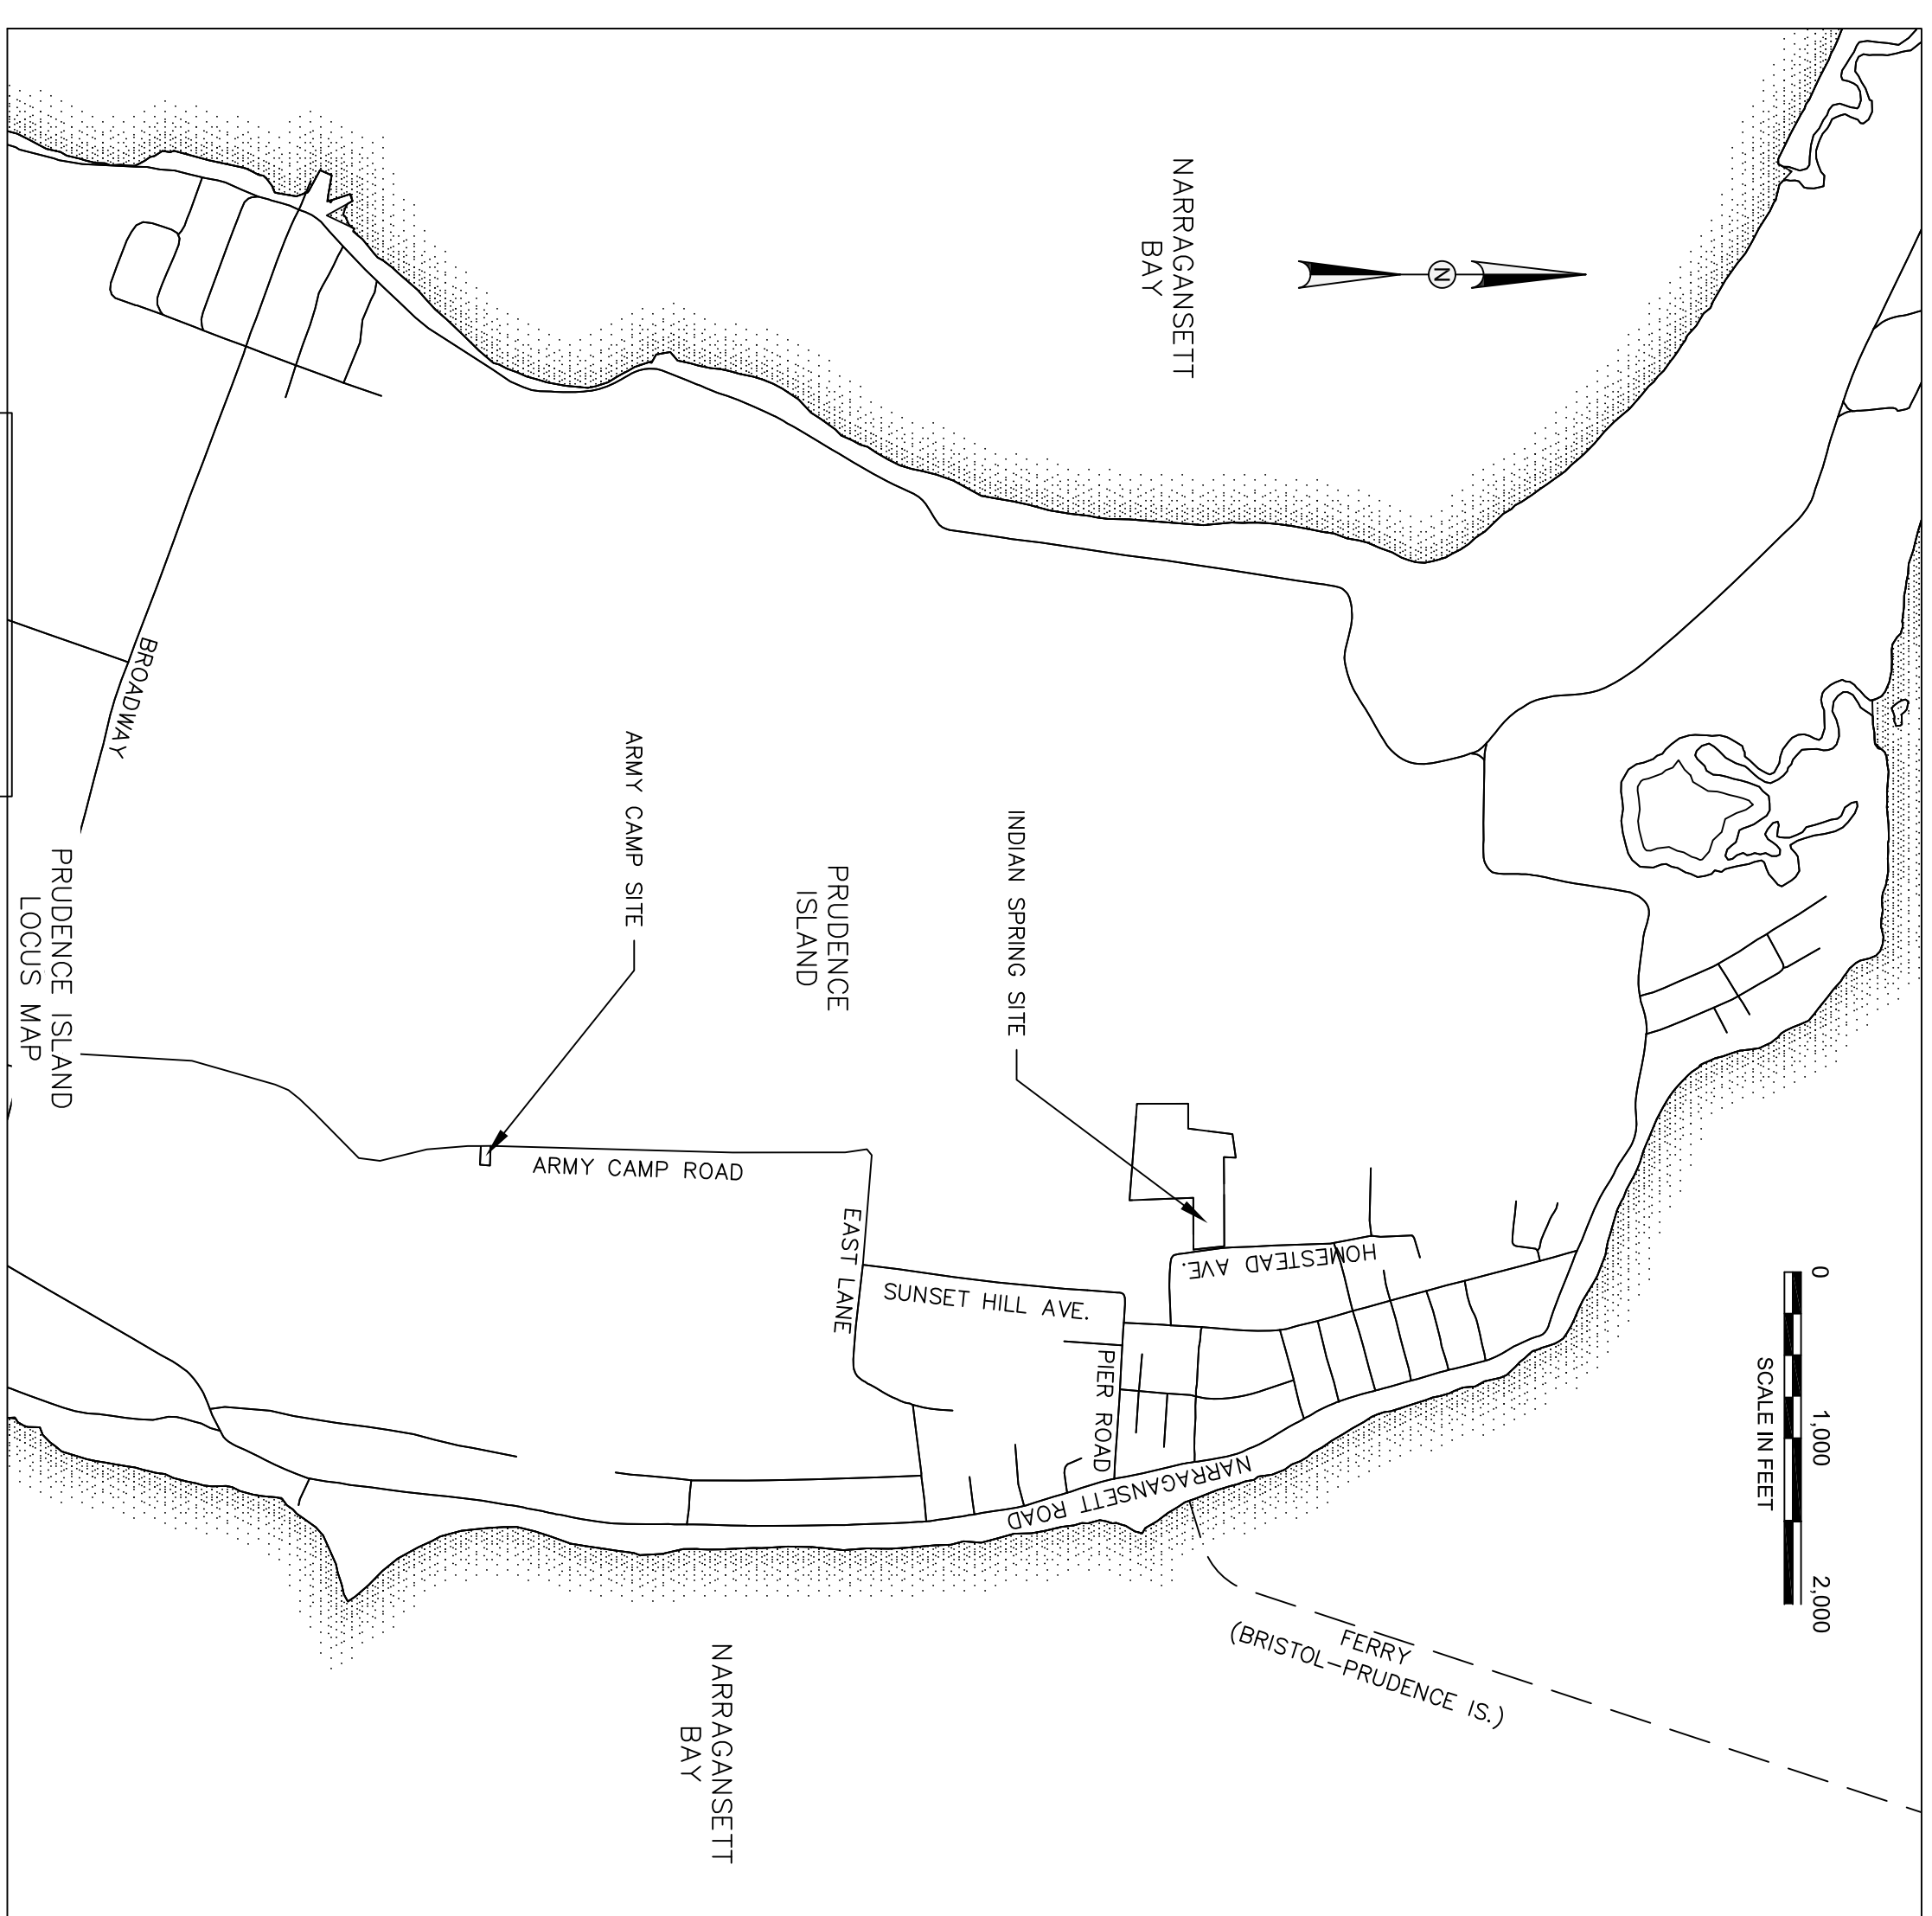 NARRAGANSETT
BAY
N
0
1,000
2,000
SCALE IN FEET
INDIAN SPRING SITE
HOMESTEAD AVE.
FERRY
(BRISTOL-PRUDENCE IS.)
PRUDENCE
ISLAND
SUNSET HILL AVE.
PIER ROAD
NARRAGANSETT ROAD
EAST LANE
ARMY CAMP SITE
ARMY CAMP ROAD
NARRAGANSETT
BAY
BROADWAY
PRUDENCE ISLAND
LOCUS MAP